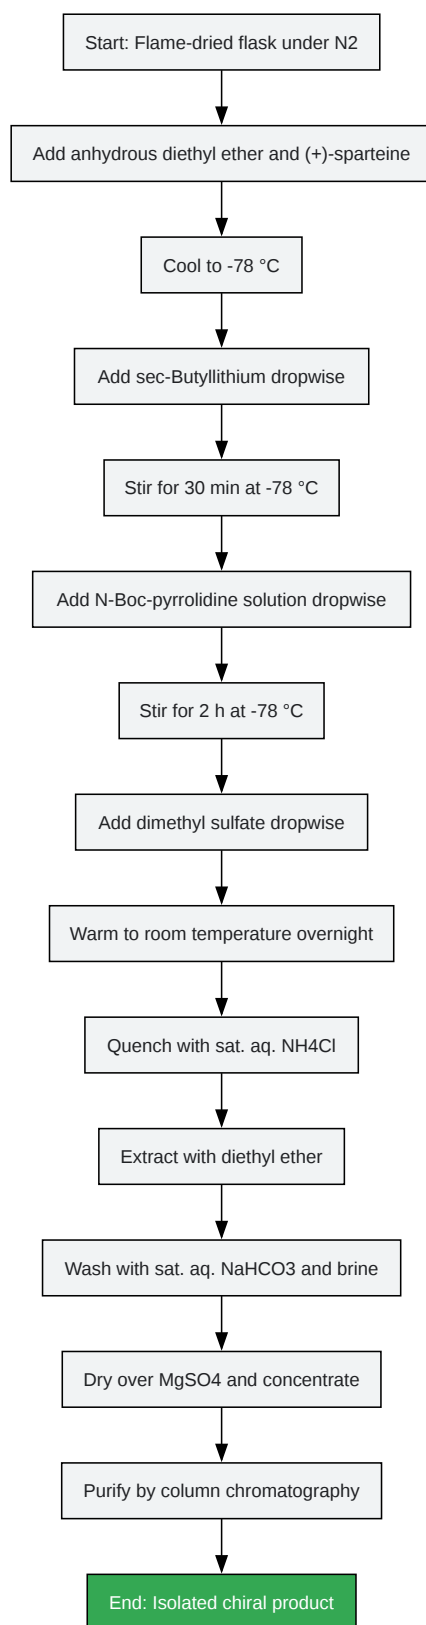 Start: Flame-dried flask under N2
Add anhydrous diethyl ether and (+)-sparteine
Cool to -78 °C
Add sec-Butyllithium dropwise
Stir for 30 min at -78 °C
Add N-Boc-pyrrolidine solution dropwise
Stir for 2 h at -78 °C
Add dimethyl sulfate dropwise
Warm to room temperature overnight
Quench with sat. aq. NH4Cl
Extract with diethyl ether
Wash with sat. aq. NaHCO3 and brine
Dry over MgSO4 and concentrate
Purify by column chromatography
End: Isolated chiral product